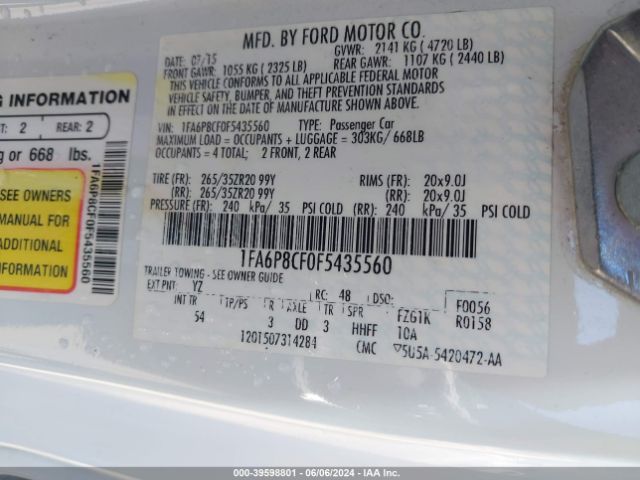 MFD. BY FORD MOTOR CO.
DATE: 07/15 GVWR: 2141 KG ( 4720 LB)
FRONT GAWR: 1055 KG ( 2325 LB) REAR GAWR: 1107 KG ( 2440 LB)
THIS VEHICLE CONFORMS TO ALL APPLICABLE FEDERAL MOTOR
VEHICLE SAFETY, BUMPER, AND THEFT PREVENTION STANDARDS
IN EFFECT ON THE DATE OF MANUFACTURE SHOWN ABOVE.
VIN: 1FA6P8CF0F5435560 TYPE: Passenger Car
MAXIMUM LOAD = OCCUPANTS + LUGGAGE = 303KG/ 668LB
OCCUPANTS = 4 TOTAL; 2 FRONT, 2 REAR
TIRE (FR): 265/35ZR20 99Y RIMS (FR): 20x9.0J
(RR): 265/35ZR20 99Y (RR): 20x9.0J
PRESSURE (FR): 240 kPa/ 35 PSI COLD (RR): 240 kPa/ 35 PSI COLD
1FA6P8CF0F5435560
TRAILER TOWING - SEE OWNER GUIDE
EXT PNT: YZ RC: 48 DSO: F0056
INT TR TP/PS R AXLE TR SPR FZG1K R0158
54 3 DD 3 HHFF 10A
1201507314284 CMC 5U5A-5420472-AA
G INFORMATION
T: 2 REAR: 2
g or 668 lbs.
SEE OWNERS
MANUAL FOR
ADDITIONAL
1FA6P8CF0F5435560
000-39598801 - 06/06/2024 - IAA Inc.